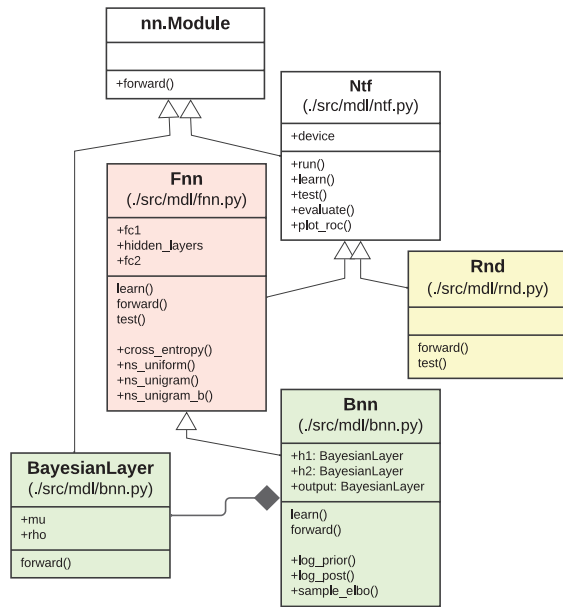 nn.Module
+forward()
Ntf
(./src/mdl/ntf.py)
+device
+run()
+learn()
+test()
+evaluate()
+plot_roc()
Fnn
(./src/mdl/fnn.py)
+fc1
+hidden_layers
+fc2
learn()
forward()
test()
+cross_entropy()
+ns_uniform()
+ns_unigram()
+ns_unigram_b()
Rnd
(./src/mdl/rnd.py)
forward()
test()
Bnn
(./src/mdl/bnn.py)
+h1: BayesianLayer
+h2: BayesianLayer
+output: BayesianLayer
learn()
forward()
+log_prior()
+log_post()
+sample_elbo()
BayesianLayer
(./src/mdl/bnn.py)
+mu
+rho
forward()